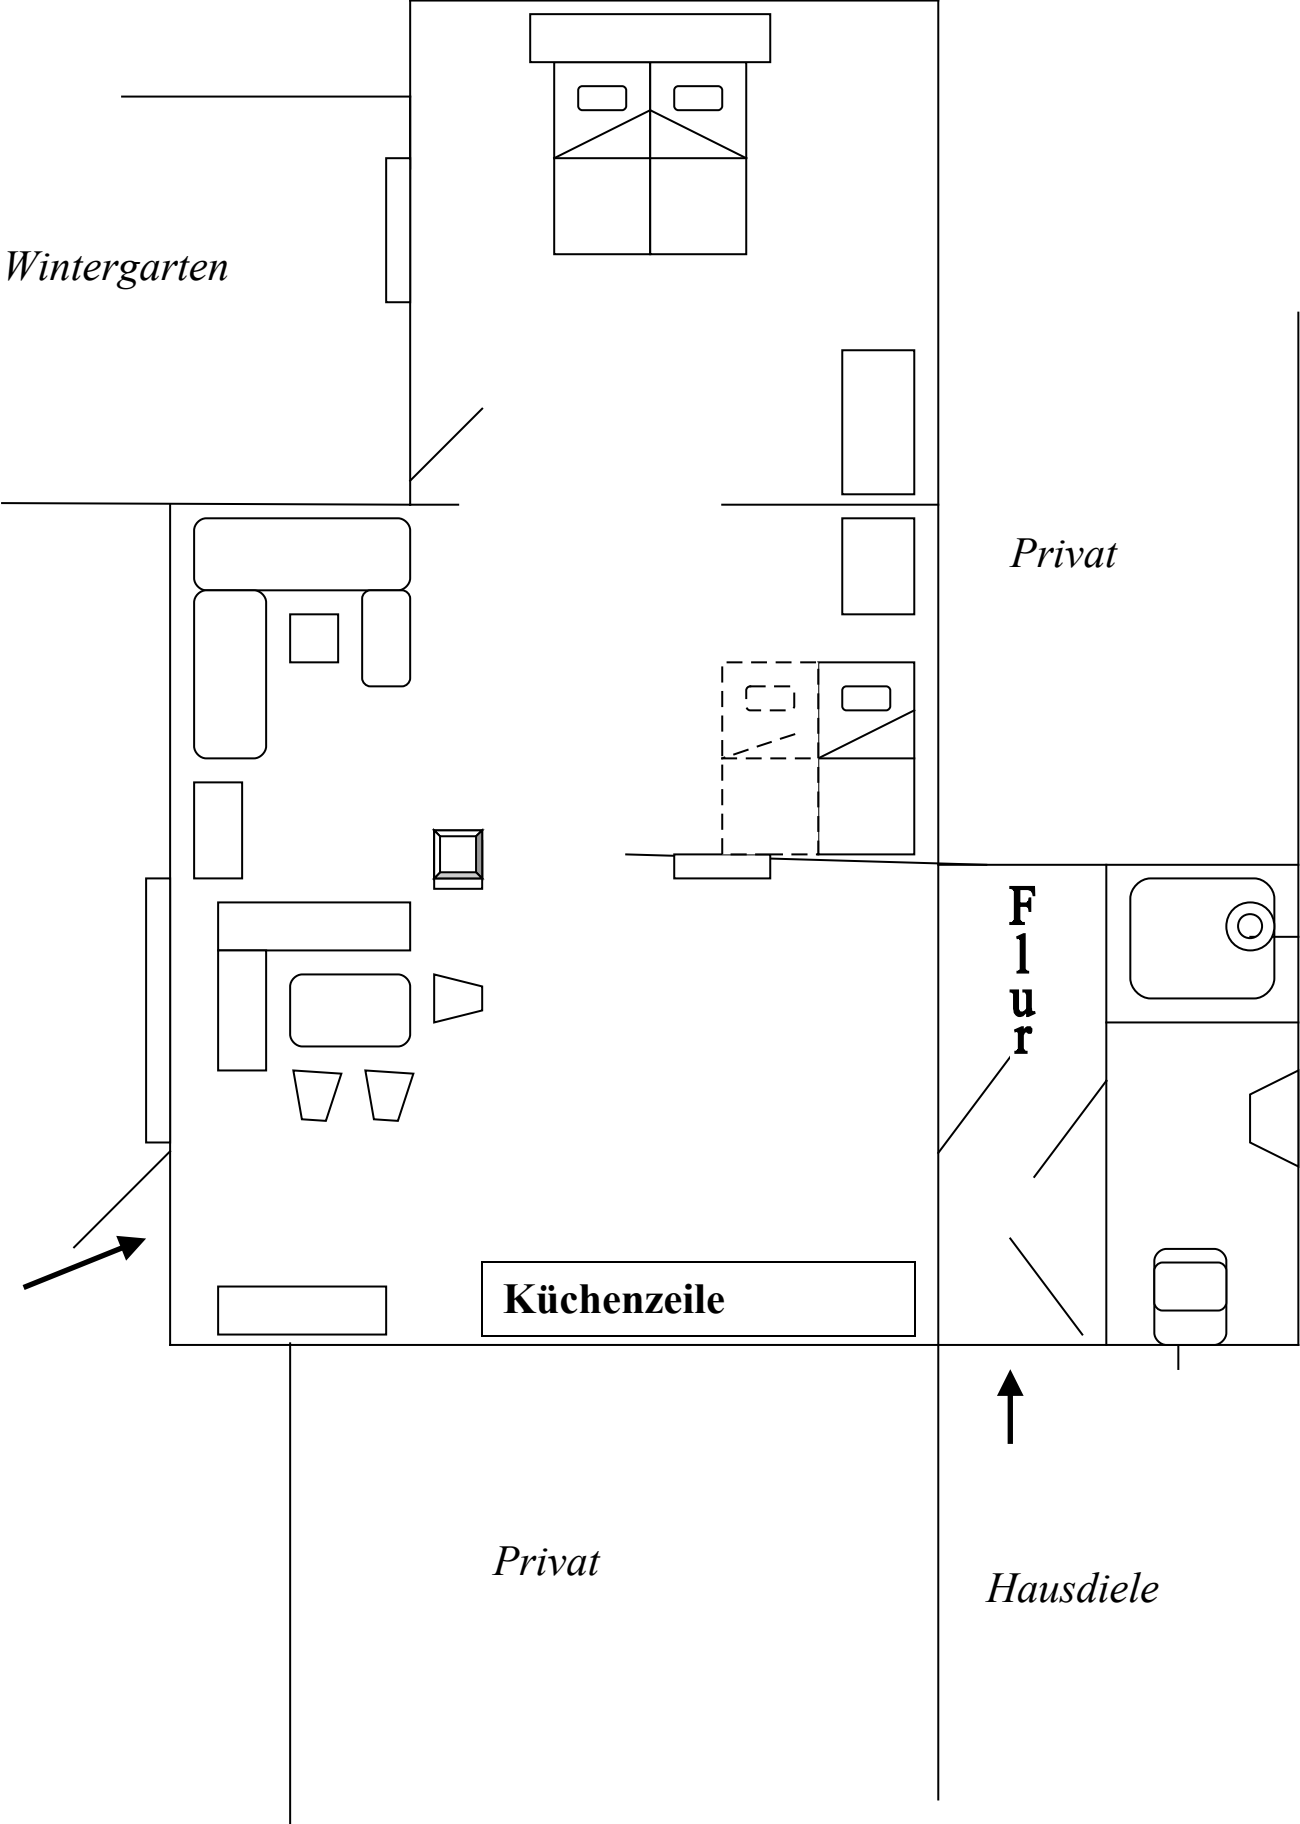 Wintergarten
Privat
F
l
u
r
Küchenzeile
Privat
Hausdiele